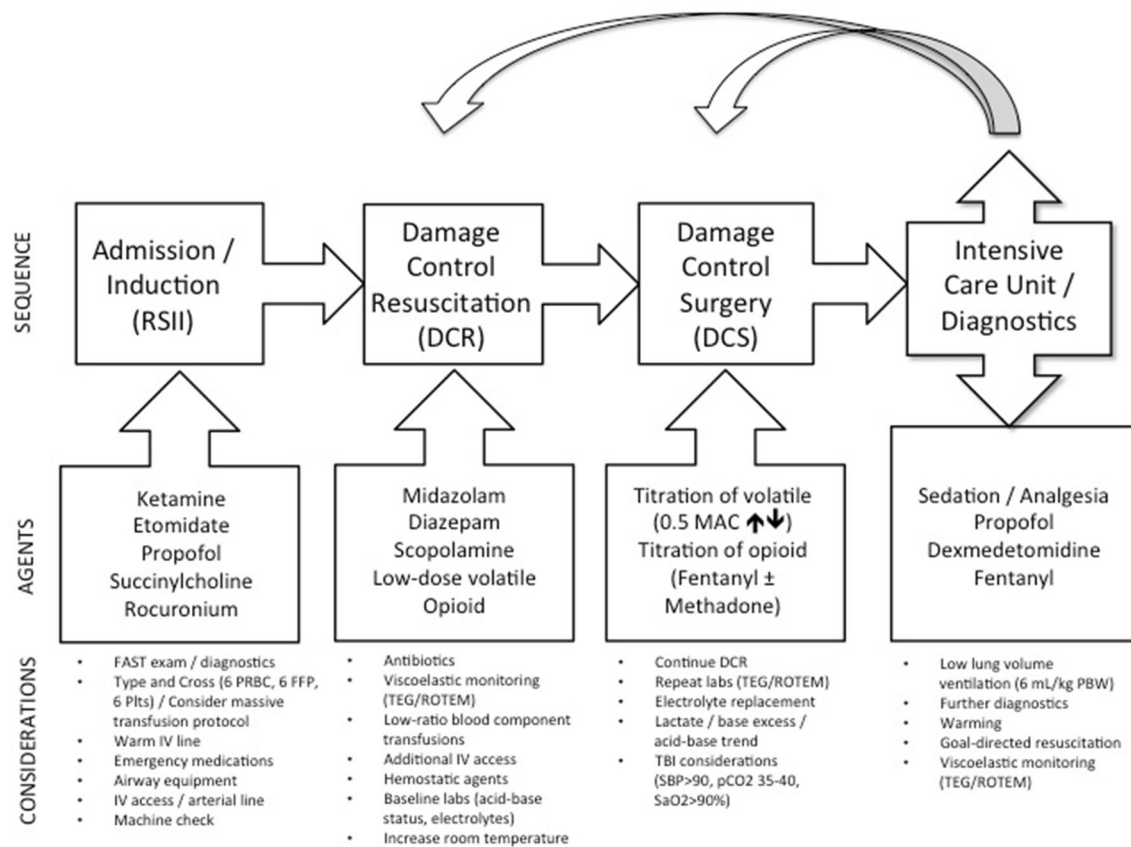 SEQUENCE
Admission /
Induction
(RSII)
Damage
Control
Resuscitation
(DCR)
Damage
Control
Surgery
(DCS)
Intensive
Care Unit /
Diagnostics
AGENTS
Ketamine
Etomidate
Propofol
Succinylcholine
Rocuronium
Midazolam
Diazepam
Scopolamine
Low-dose volatile
Opioid
Titration of volatile
(0.5 MAC ⬆⬇)
Titration of opioid
(Fentanyl ±
Methadone)
Sedation / Analgesia
Propofol
Dexmedetomidine
Fentanyl
CONSIDERATIONS
• FAST exam / diagnostics
• Type and Cross (6 PRBC, 6 FFP,
6 Plts) / Consider massive
transfusion protocol
• Warm IV line
• Emergency medications
• Airway equipment
• IV access / arterial line
• Machine check
• Antibiotics
• Viscoelastic monitoring
(TEG/ROTEM)
• Low-ratio blood component
transfusions
• Additional IV access
• Hemostatic agents
• Baseline labs (acid-base
status, electrolytes)
• Increase room temperature
• Continue DCR
• Repeat labs (TEG/ROTEM)
• Electrolyte replacement
• Lactate / base excess /
acid-base trend
• TBI considerations
(SBP>90, pCO2 35-40,
SaO2>90%)
• Low lung volume
ventilation (6 mL/kg PBW)
• Further diagnostics
• Warming
• Goal-directed resuscitation
• Viscoelastic monitoring
(TEG/ROTEM)